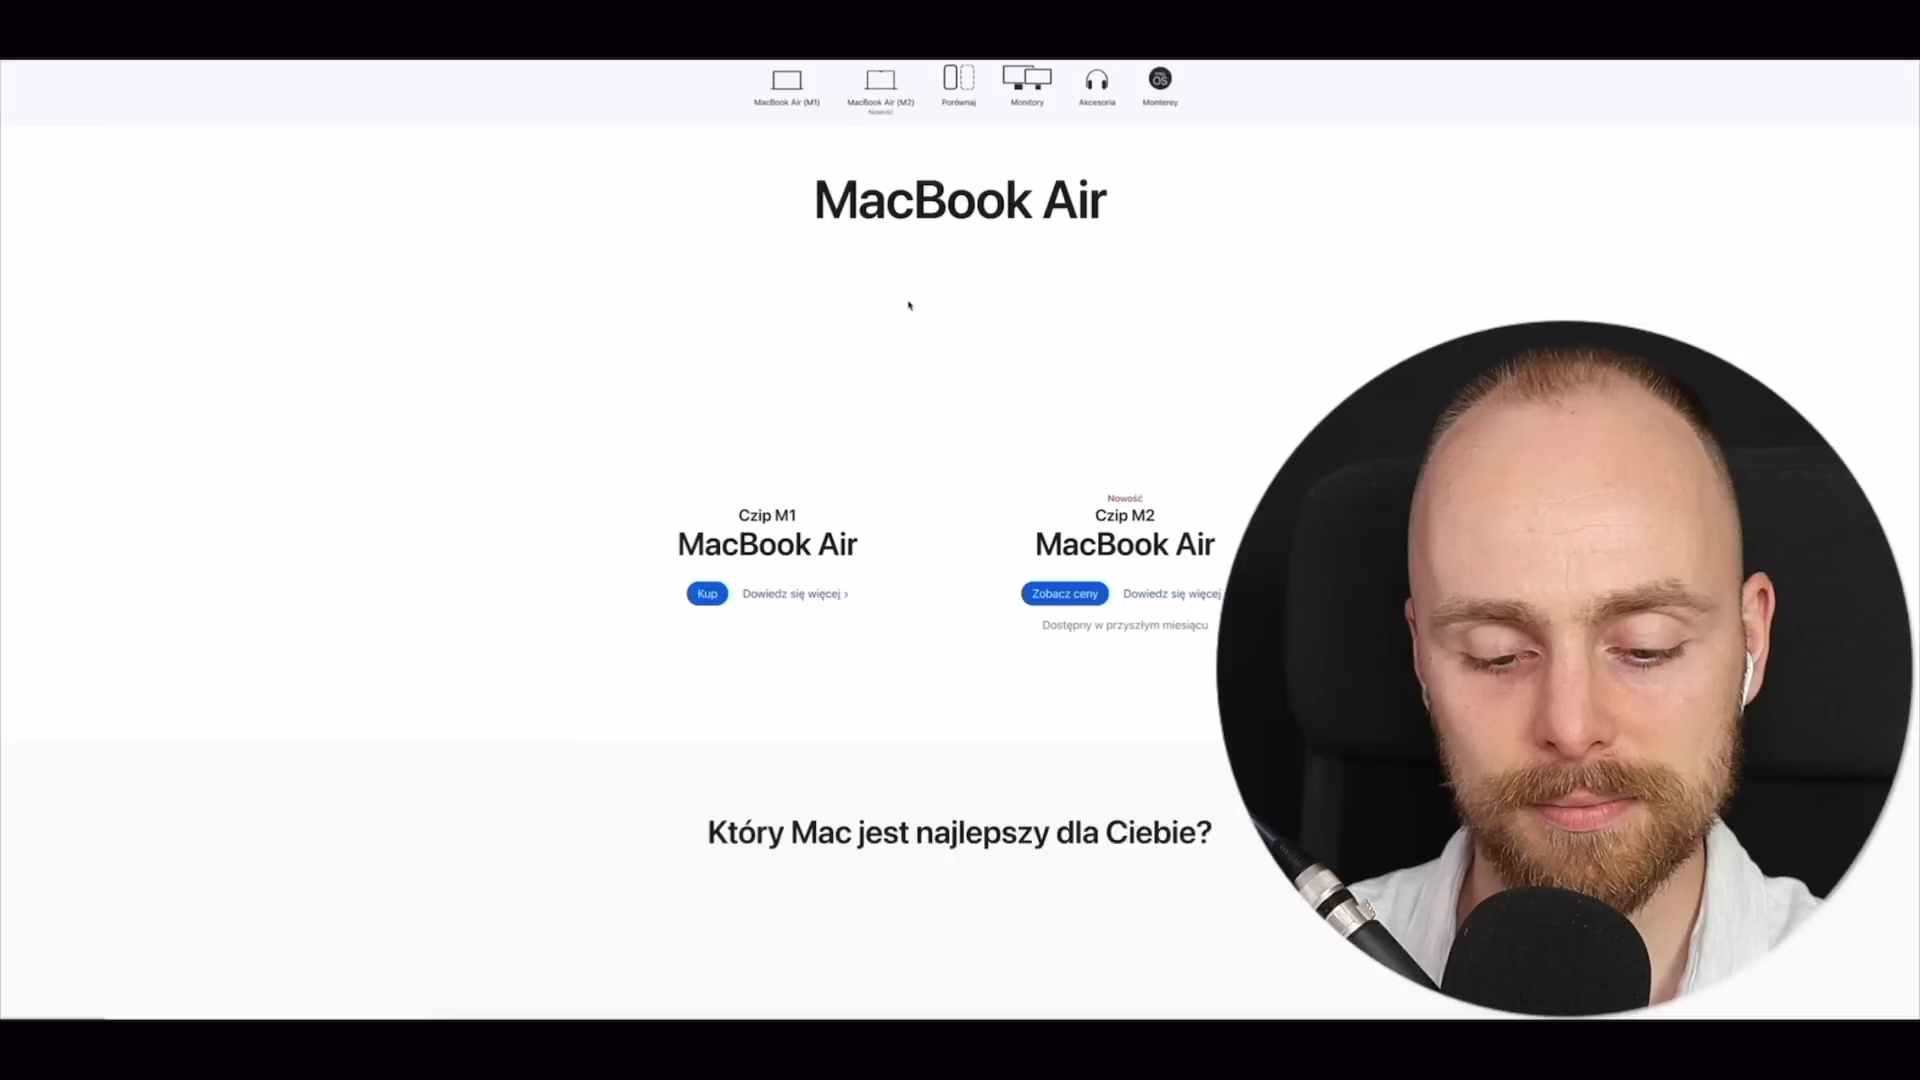 MacBook Air (M1)
MacBook Air (M2)
Nowość
Porównaj
Monitory
Akcesoria
Monterey
MacBook Air
Czip M1
MacBook Air
Kup
Dowiedz się więcej ›
Nowość
Czip M2
MacBook Air
Zobacz ceny
Dowiedz się więcej
Dostępny w przyszłym miesiącu
Który Mac jest najlepszy dla Ciebie?